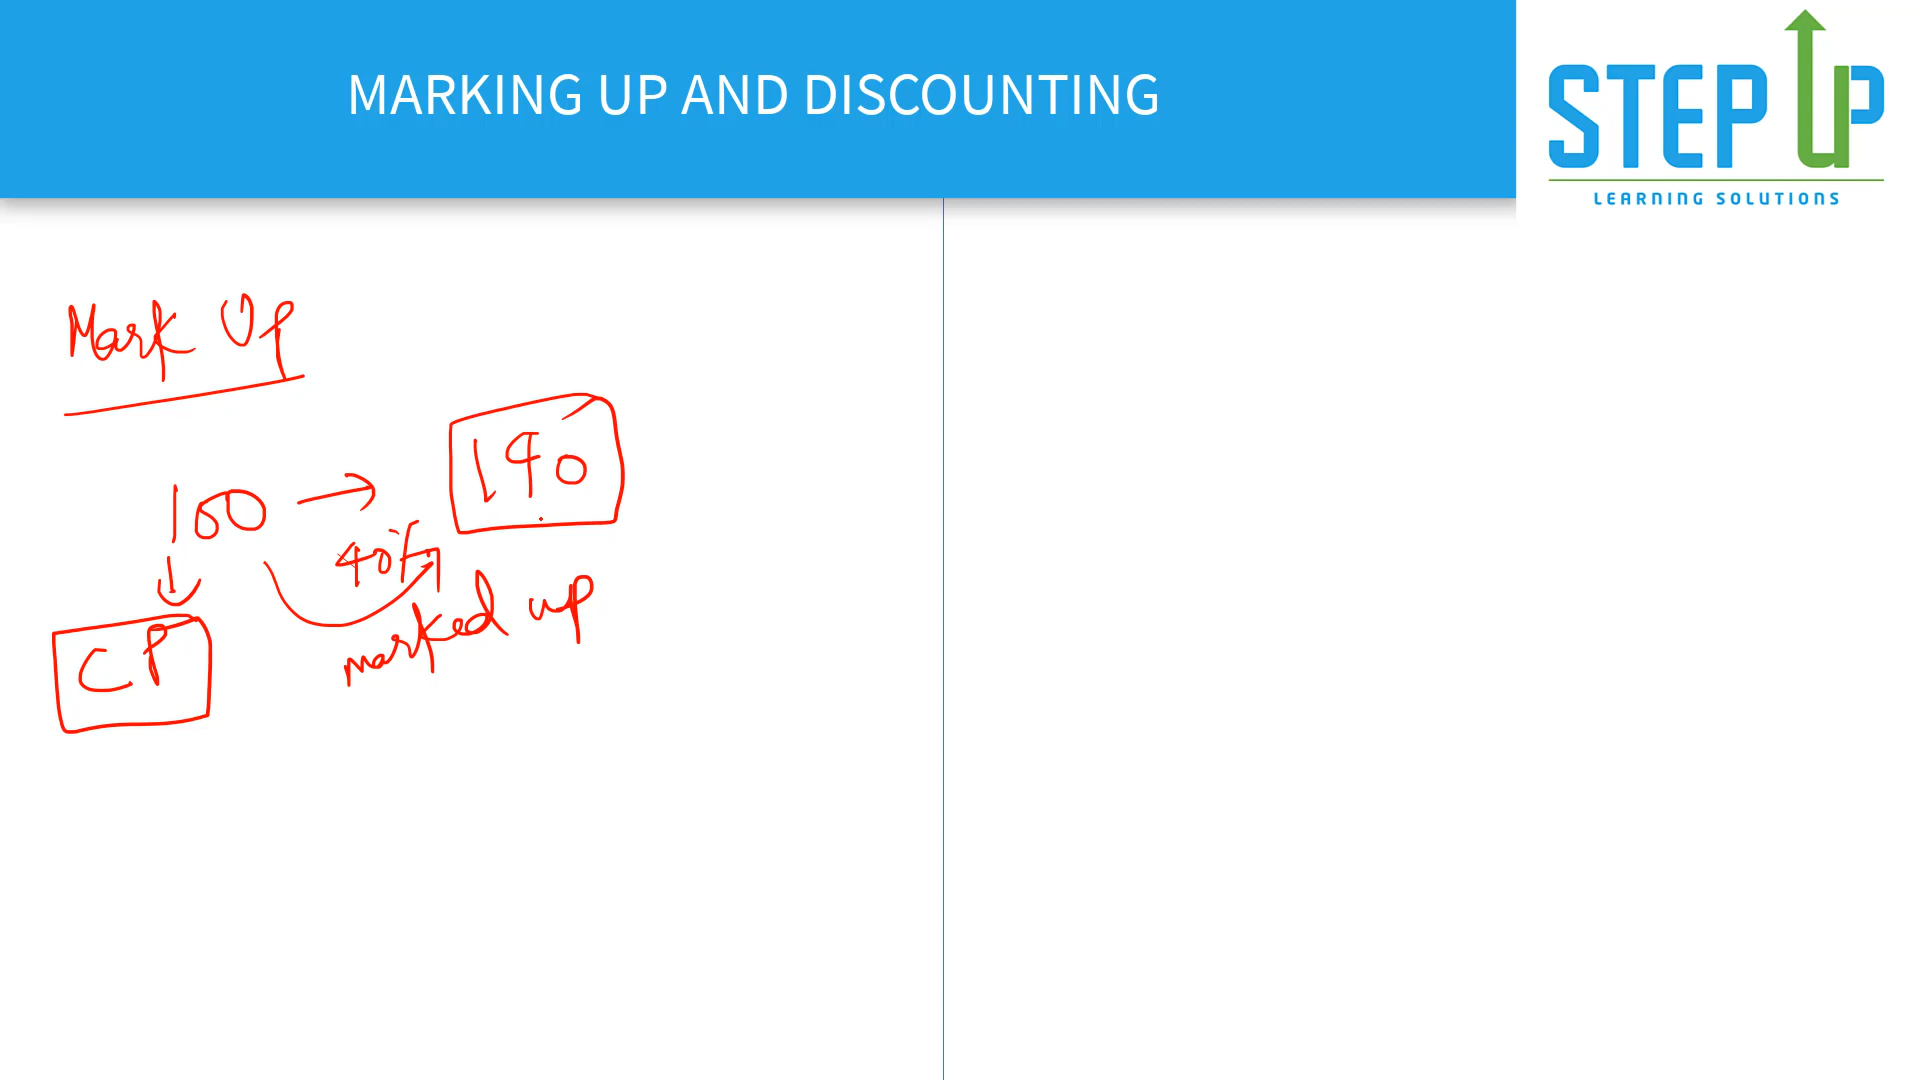 MARKING UP AND DISCOUNTING
STEP UP
LEARNING SOLUTIONS
Mark Up
100 → 140
40%
marked up
CP